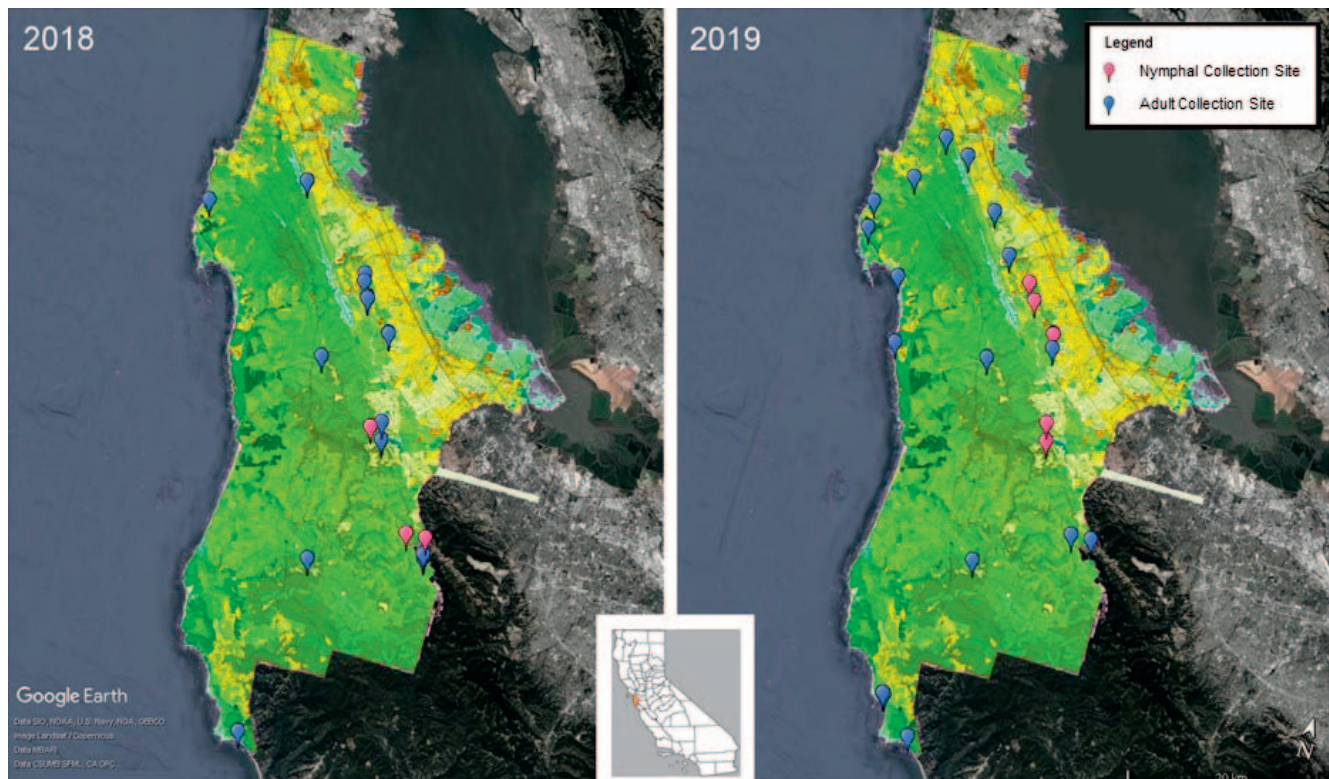 2018
2019
Legend
Nymphal Collection Site
Adult Collection Site
Google Earth
Data SIO, NOAA, U.S. Navy, NGA, GEBCO
Image Landsat / Copernicus
Data MBARI
Data CSUMB SFML, CA OPC
N
20 km